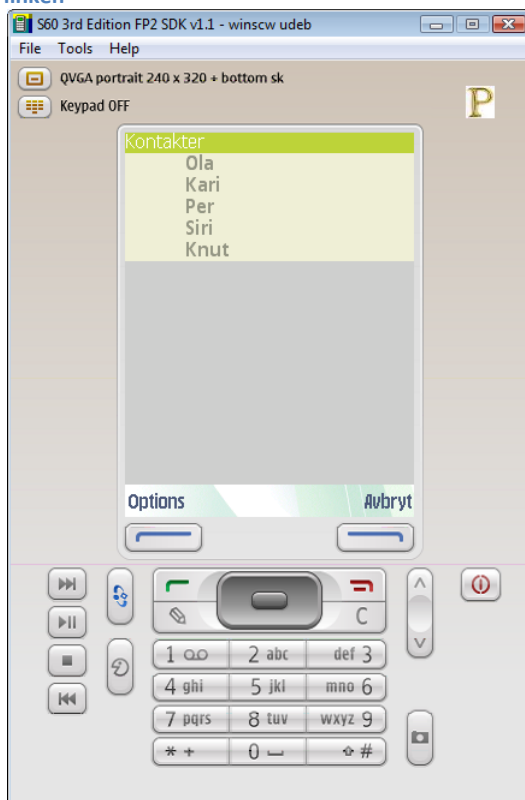 linken
S60 3rd Edition FP2 SDK v1.1 - winscw udeb
File Tools Help
QVGA portrait 240 x 320 + bottom sk
Keypad OFF
P
Kontakter
Ola
Kari
Per
Siri
Knut
Options Avbryt
C
1 2 abc def 3
4 ghi 5 jkl mno 6
7 pqrs 8 tuv wxyz 9
* + 0 #